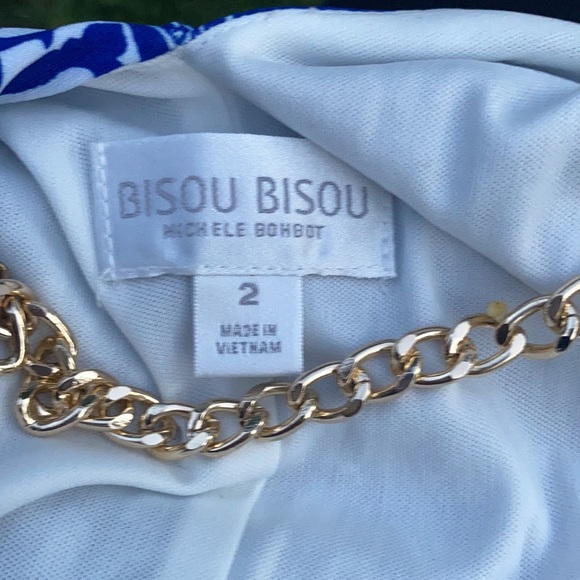 BISOU BISOU
MICHELE BOHBOT
2
MADE IN
VIETNAM